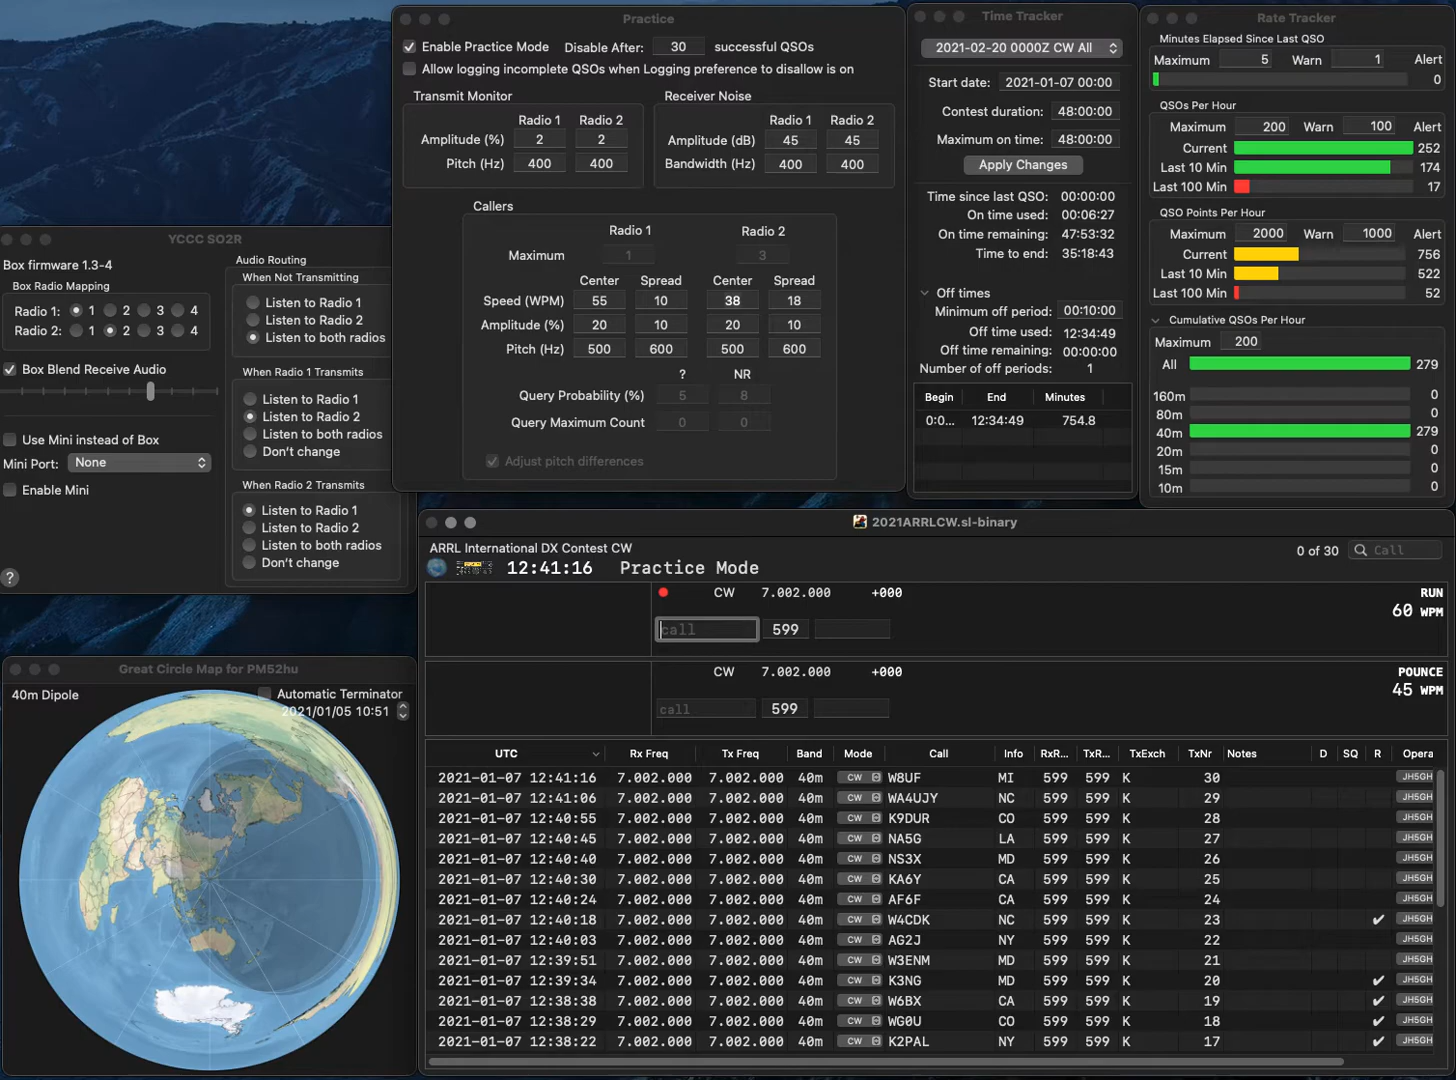 Practice
Enable Practice Mode Disable After: 30 successful QSOs
Allow logging incomplete QSOs when Logging preference to disallow is on
Transmit Monitor
Radio 1 Radio 2
Amplitude (%) 2 2
Pitch (Hz) 400 400
Receiver Noise
Radio 1 Radio 2
Amplitude (dB) 45 45
Bandwidth (Hz) 400 400
Callers
Radio 1 Radio 2
Maximum 1 3
Center Spread Center Spread
Speed (WPM) 55 10 38 18
Amplitude (%) 20 10 20 10
Pitch (Hz) 500 600 500 600
? NR
Query Probability (%) 5 8
Query Maximum Count 0 0
Adjust pitch differences
Time Tracker
2021-02-20 0000Z CW All
Start date: 2021-01-07 00:00
Contest duration: 48:00:00
Maximum on time: 48:00:00
Apply Changes
Time since last QSO: 00:00:00
On time used: 00:06:27
On time remaining: 47:53:32
Time to end: 35:18:43
Off times
Minimum off period: 00:10:00
Off time used: 12:34:49
Off time remaining: 00:00:00
Number of off periods: 1
Begin End Minutes
0:0... 12:34:49 754.8
Rate Tracker
Minutes Elapsed Since Last QSO
Maximum 5 Warn 1 Alert
0
QSOs Per Hour
Maximum 200 Warn 100 Alert
Current 252
Last 10 Min 174
Last 100 Min 17
QSO Points Per Hour
Maximum 2000 Warn 1000 Alert
Current 756
Last 10 Min 522
Last 100 Min 52
Cumulative QSOs Per Hour
Maximum 200
All 279
160m 0
80m 0
40m 279
20m 0
15m 0
10m 0
YCCC SO2R
Box firmware 1.3-4
Box Radio Mapping
Radio 1: 1 2 3 4
Radio 2: 1 2 3 4
Box Blend Receive Audio
Use Mini instead of Box
Mini Port: None
Enable Mini
?
Audio Routing
When Not Transmitting
Listen to Radio 1
Listen to Radio 2
Listen to both radios
When Radio 1 Transmits
Listen to Radio 1
Listen to Radio 2
Listen to both radios
Don't change
When Radio 2 Transmits
Listen to Radio 1
Listen to Radio 2
Listen to both radios
Don't change
Great Circle Map for PM52hu
40m Dipole Automatic Terminator
2021/01/05 10:51
2021ARRLCW.sl-binary
ARRL International DX Contest CW 0 of 30 Call
12:41:16 Practice Mode
CW 7.002.000 +000 RUN
60 WPM
call 599
CW 7.002.000 +000 POUNCE
45 WPM
call 599
UTC Rx Freq Tx Freq Band Mode Call Info RxR... TxR... TxExch TxNr Notes D SQ R Opera
2021-01-07 12:41:16 7.002.000 7.002.000 40m CW W8UF MI 599 599 K 30 JH5GH
2021-01-07 12:41:06 7.002.000 7.002.000 40m CW WA4UJY NC 599 599 K 29 JH5GH
2021-01-07 12:40:55 7.002.000 7.002.000 40m CW K9DUR CO 599 599 K 28 JH5GH
2021-01-07 12:40:45 7.002.000 7.002.000 40m CW NA5G LA 599 599 K 27 JH5GH
2021-01-07 12:40:40 7.002.000 7.002.000 40m CW NS3X MD 599 599 K 26 JH5GH
2021-01-07 12:40:30 7.002.000 7.002.000 40m CW KA6Y CA 599 599 K 25 JH5GH
2021-01-07 12:40:24 7.002.000 7.002.000 40m CW AF6F CA 599 599 K 24 JH5GH
2021-01-07 12:40:18 7.002.000 7.002.000 40m CW W4CDK NC 599 599 K 23 ✔ JH5GH
2021-01-07 12:40:03 7.002.000 7.002.000 40m CW AG2J NY 599 599 K 22 JH5GH
2021-01-07 12:39:51 7.002.000 7.002.000 40m CW W3ENM MD 599 599 K 21 JH5GH
2021-01-07 12:39:34 7.002.000 7.002.000 40m CW K3NG MD 599 599 K 20 ✔ JH5GH
2021-01-07 12:38:38 7.002.000 7.002.000 40m CW W6BX CA 599 599 K 19 ✔ JH5GH
2021-01-07 12:38:29 7.002.000 7.002.000 40m CW WG0U CO 599 599 K 18 ✔ JH5GH
2021-01-07 12:38:22 7.002.000 7.002.000 40m CW K2PAL NY 599 599 K 17 ✔ JH5GH